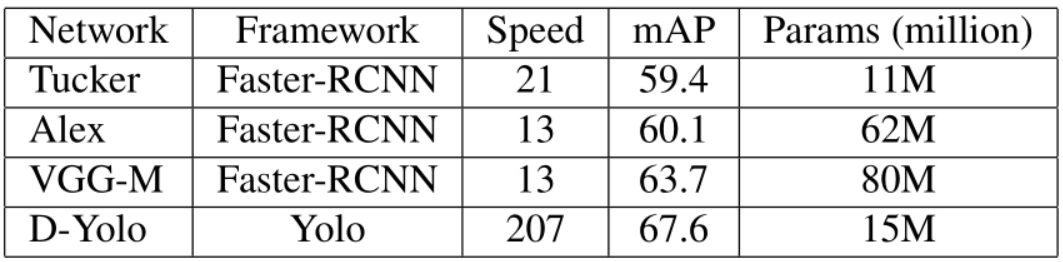 Network Framework Speed mAP Params (million)
Tucker Faster-RCNN 21 59.4 11M
Alex Faster-RCNN 13 60.1 62M
VGG-M Faster-RCNN 13 63.7 80M
D-Yolo Yolo 207 67.6 15M